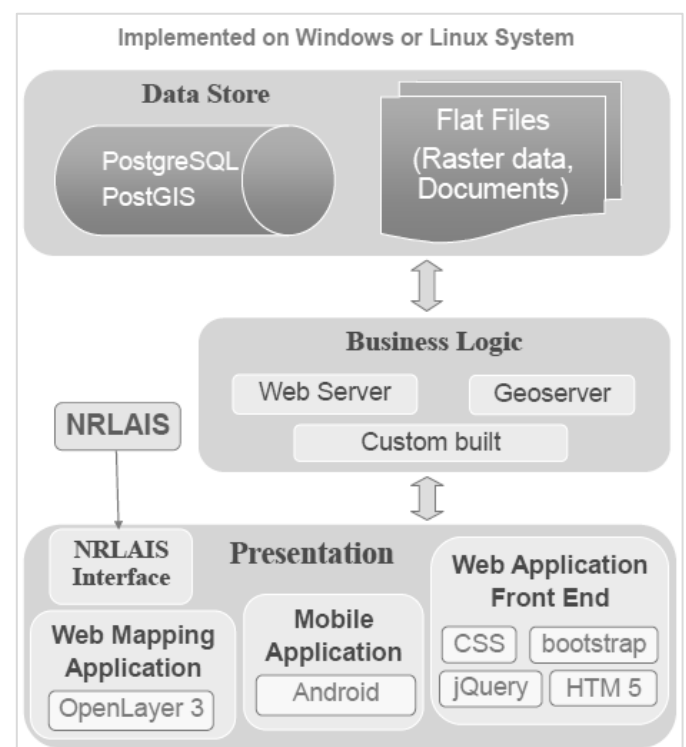 Implemented on Windows or Linux System
Data Store
PostgreSQL
PostGIS
Flat Files
(Raster data,
Documents)
Business Logic
Web Server
Geoserver
Custom built
NRLAIS
NRLAIS
Interface
Presentation
Web Mapping
Application
OpenLayer 3
Mobile
Application
Android
Web Application
Front End
CSS
bootstrap
jQuery
HTM 5